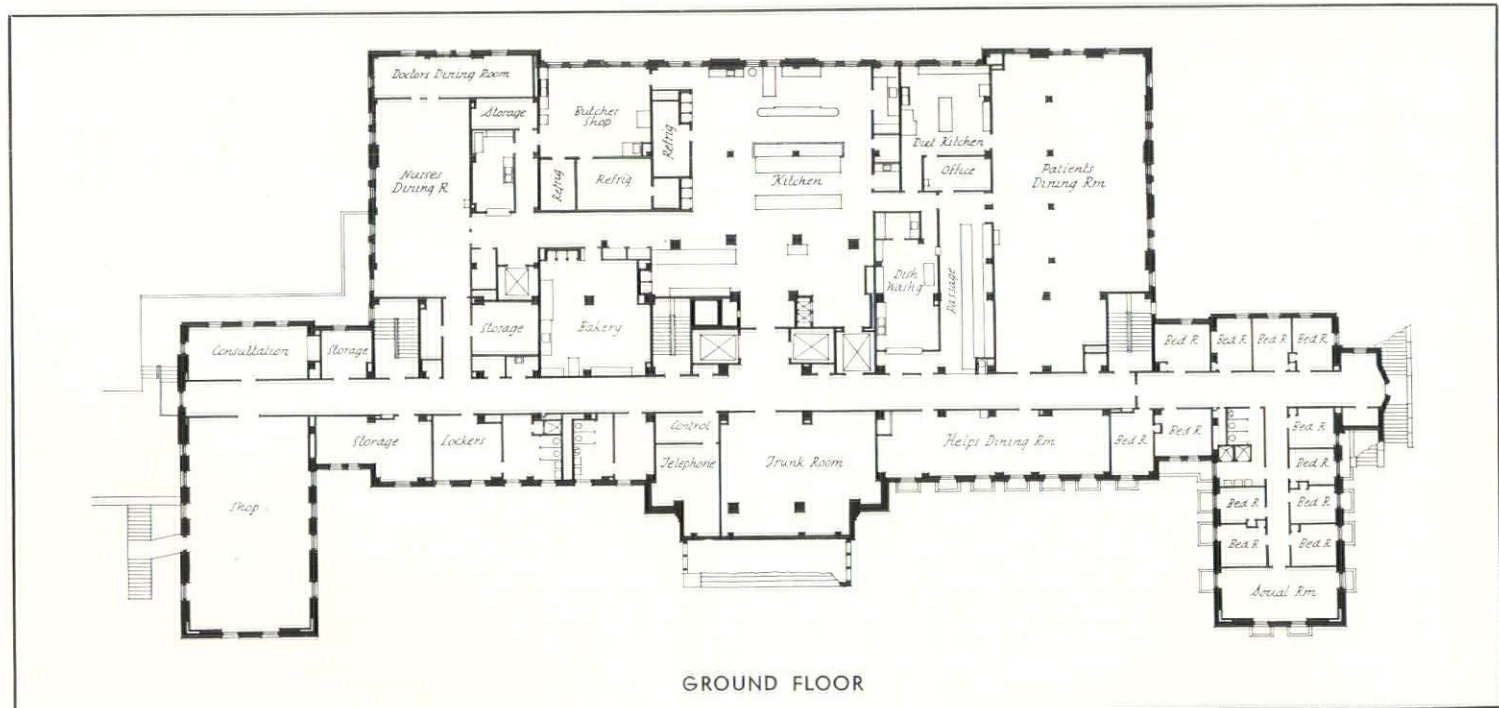 Doctors Dining Room
Storage
Butcher
Shop
Refrig
Refrig
Refrig
Nurses
Dining R.
Kitchen
Diet Kitchen
Office
Patients
Dining Rm
Dish
Washg
Passage
Storage
Bakery
Consultation
Storage
Bed R
Bed R
Bed R
Bed R
Storage
Lockers
Control
Telephone
Trunk Room
Helps Dining Rm
Bed R
Bed R
Bed R
Bed R
Bed R
Bed R
Bed R
Bed R
Shop
Social Rm
GROUND FLOOR